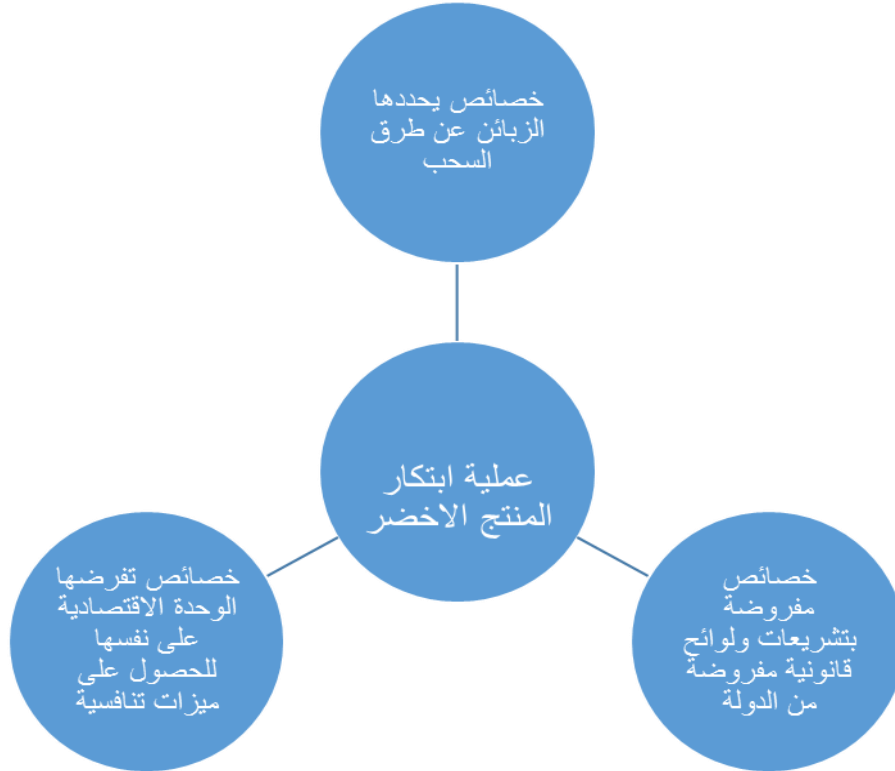 خصائص يحددها
الزبائن عن طرق
السحب
عملية ابتكار
المنتج الاخضر
خصائص
مفروضة
بتشريعات ولوائح
قانونية مفروضة
من الدولة
خصائص تفرضها
الوحدة الاقتصادية
على نفسها
للحصول على
ميزات تنافسية